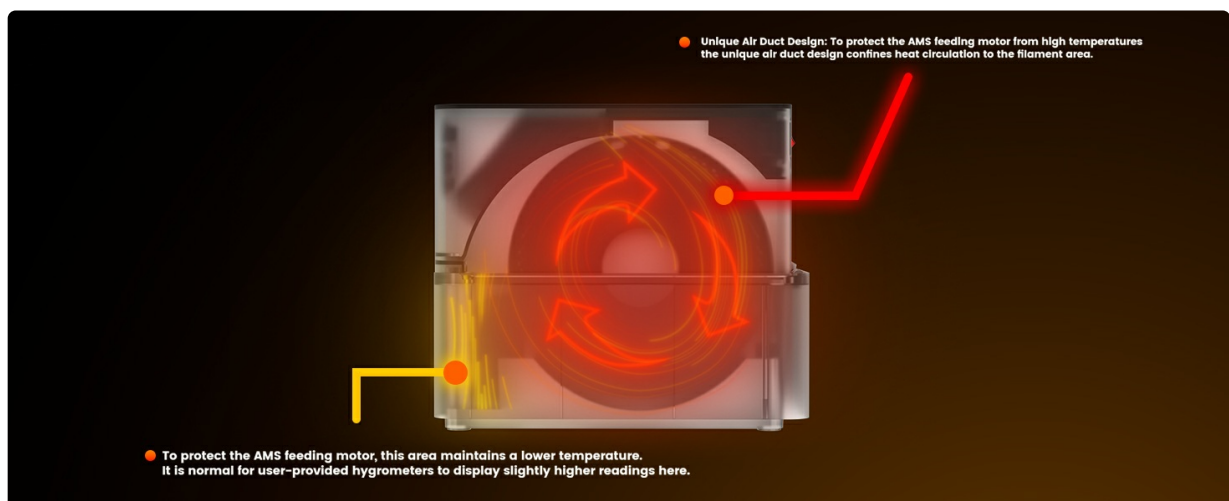 Unique Air Duct Design: To protect the AMS feeding motor from high temperatures
the unique air duct design confines heat circulation to the filament area.
To protect the AMS feeding motor, this area maintains a lower temperature.
It is normal for user-provided hygrometers to display slightly higher readings here.